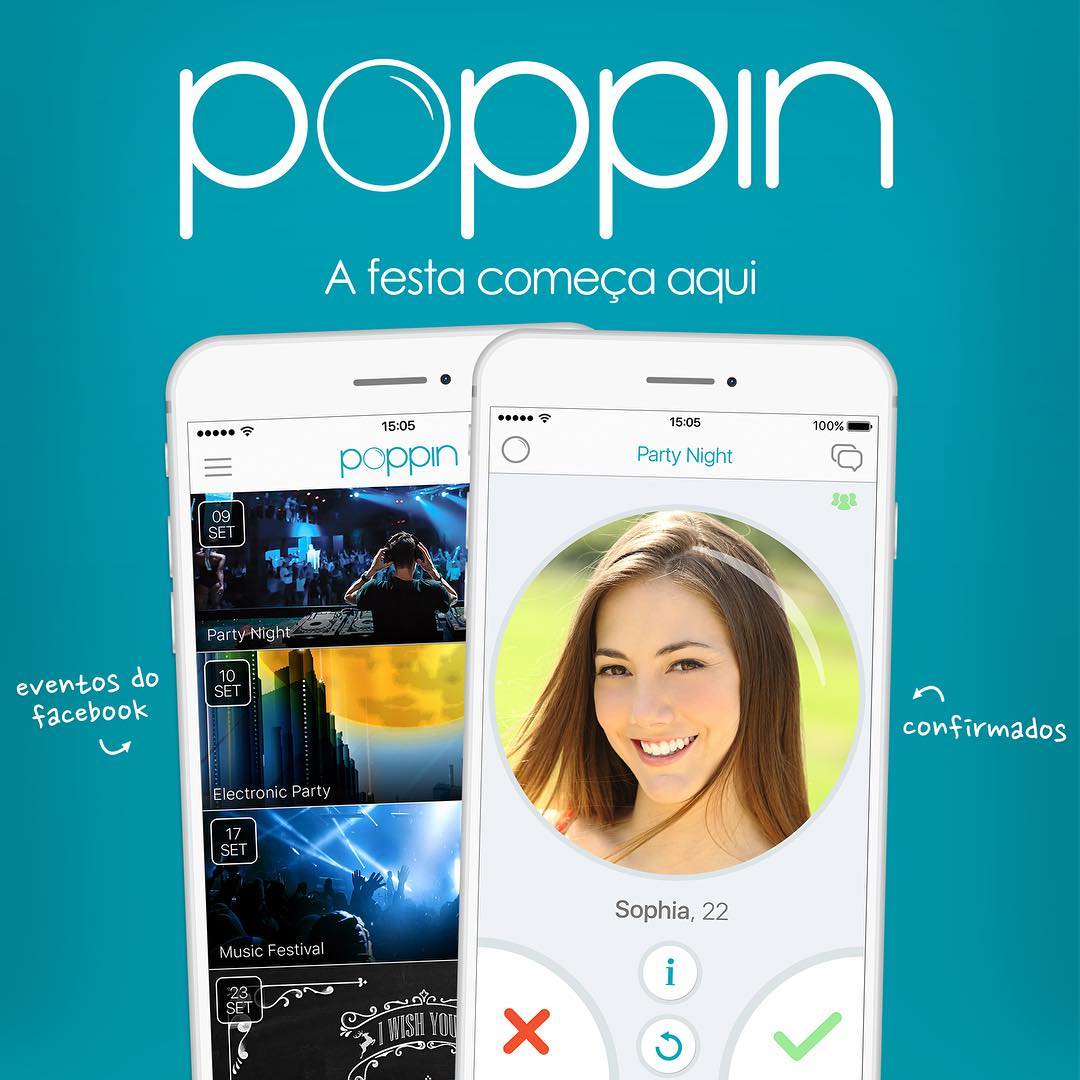 poppin
A festa começa aqui
15:05
poppin
09
SET
Party Night
10
SET
Electronic Party
17
SET
Music Festival
23
SET
I WISH YOU
eventos do
facebook
15:05
100%
Party Night
Sophia, 22
i
confirmados